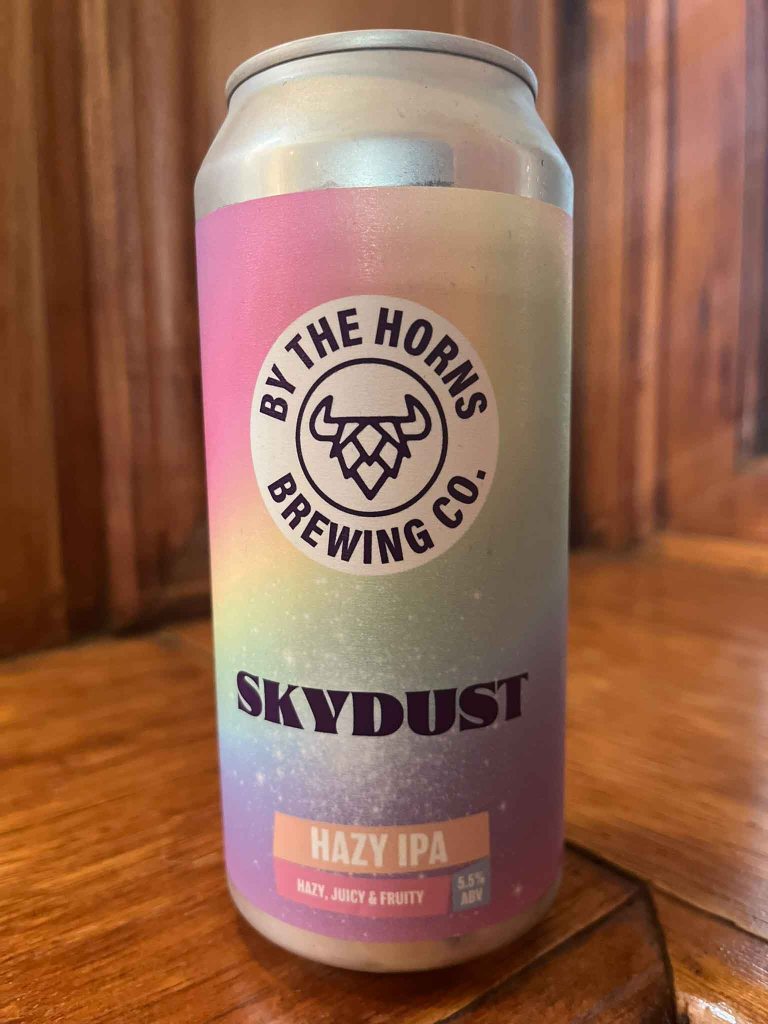 BY THE HORNS
BREWING CO.
SKYDUST
HAZY IPA
HAZY, JUICY & FRUITY
5.5%
ABV